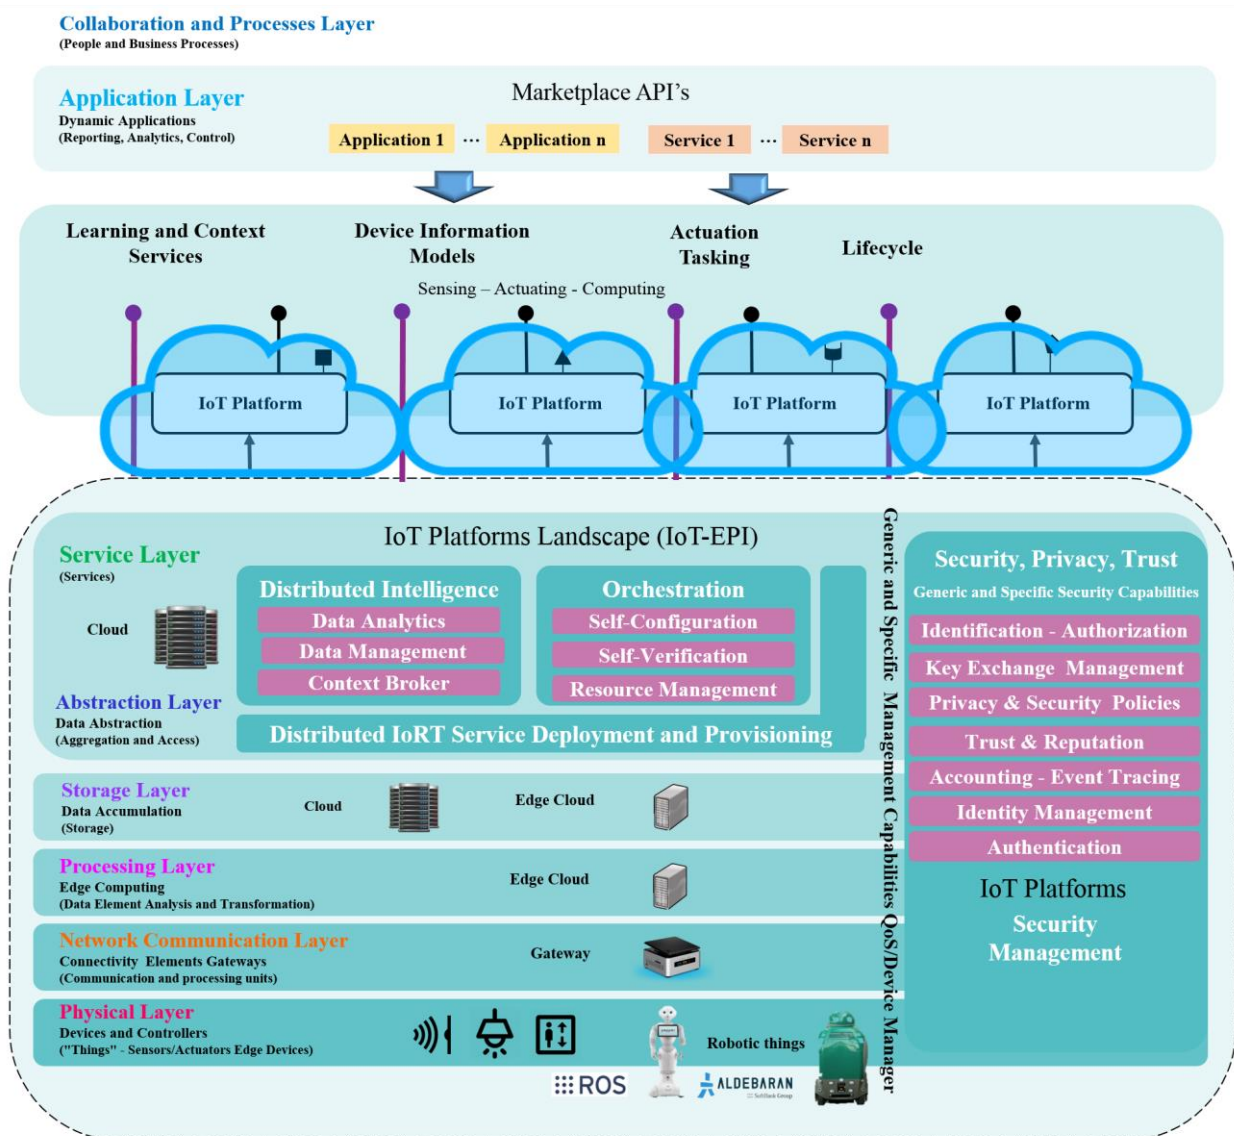 Collaboration and Processes Layer
(People and Business Processes)
Application Layer
Dynamic Applications
(Reporting, Analytics, Control)
Marketplace API's
Application 1 ... Application n
Service 1 ... Service n
Learning and Context
Services
Device Information
Models
Actuation
Tasking
Lifecycle
Sensing – Actuating - Computing
IoT Platform
IoT Platform
IoT Platform
IoT Platform
IoT Platforms Landscape (IoT-EPI)
Service Layer
(Services)
Cloud
Distributed Intelligence
Data Analytics
Data Management
Context Broker
Orchestration
Self-Configuration
Self-Verification
Resource Management
Abstraction Layer
Data Abstraction
(Aggregation and Access)
Distributed IoRT Service Deployment and Provisioning
Storage Layer
Data Accumulation
(Storage)
Cloud
Edge Cloud
Processing Layer
Edge Computing
(Data Element Analysis and Transformation)
Edge Cloud
Network Communication Layer
Connectivity Elements Gateways
(Communication and processing units)
Gateway
Physical Layer
Devices and Controllers
("Things" - Sensors/Actuators Edge Devices)
Robotic things
ROS
ALDEBARAN
SoftBank Group
Generic and Specific Management Capabilities QoS/Device Manager
Security, Privacy, Trust
Generic and Specific Security Capabilities
Identification - Authorization
Key Exchange Management
Privacy & Security Policies
Trust & Reputation
Accounting - Event Tracing
Identity Management
Authentication
IoT Platforms
Security
Management